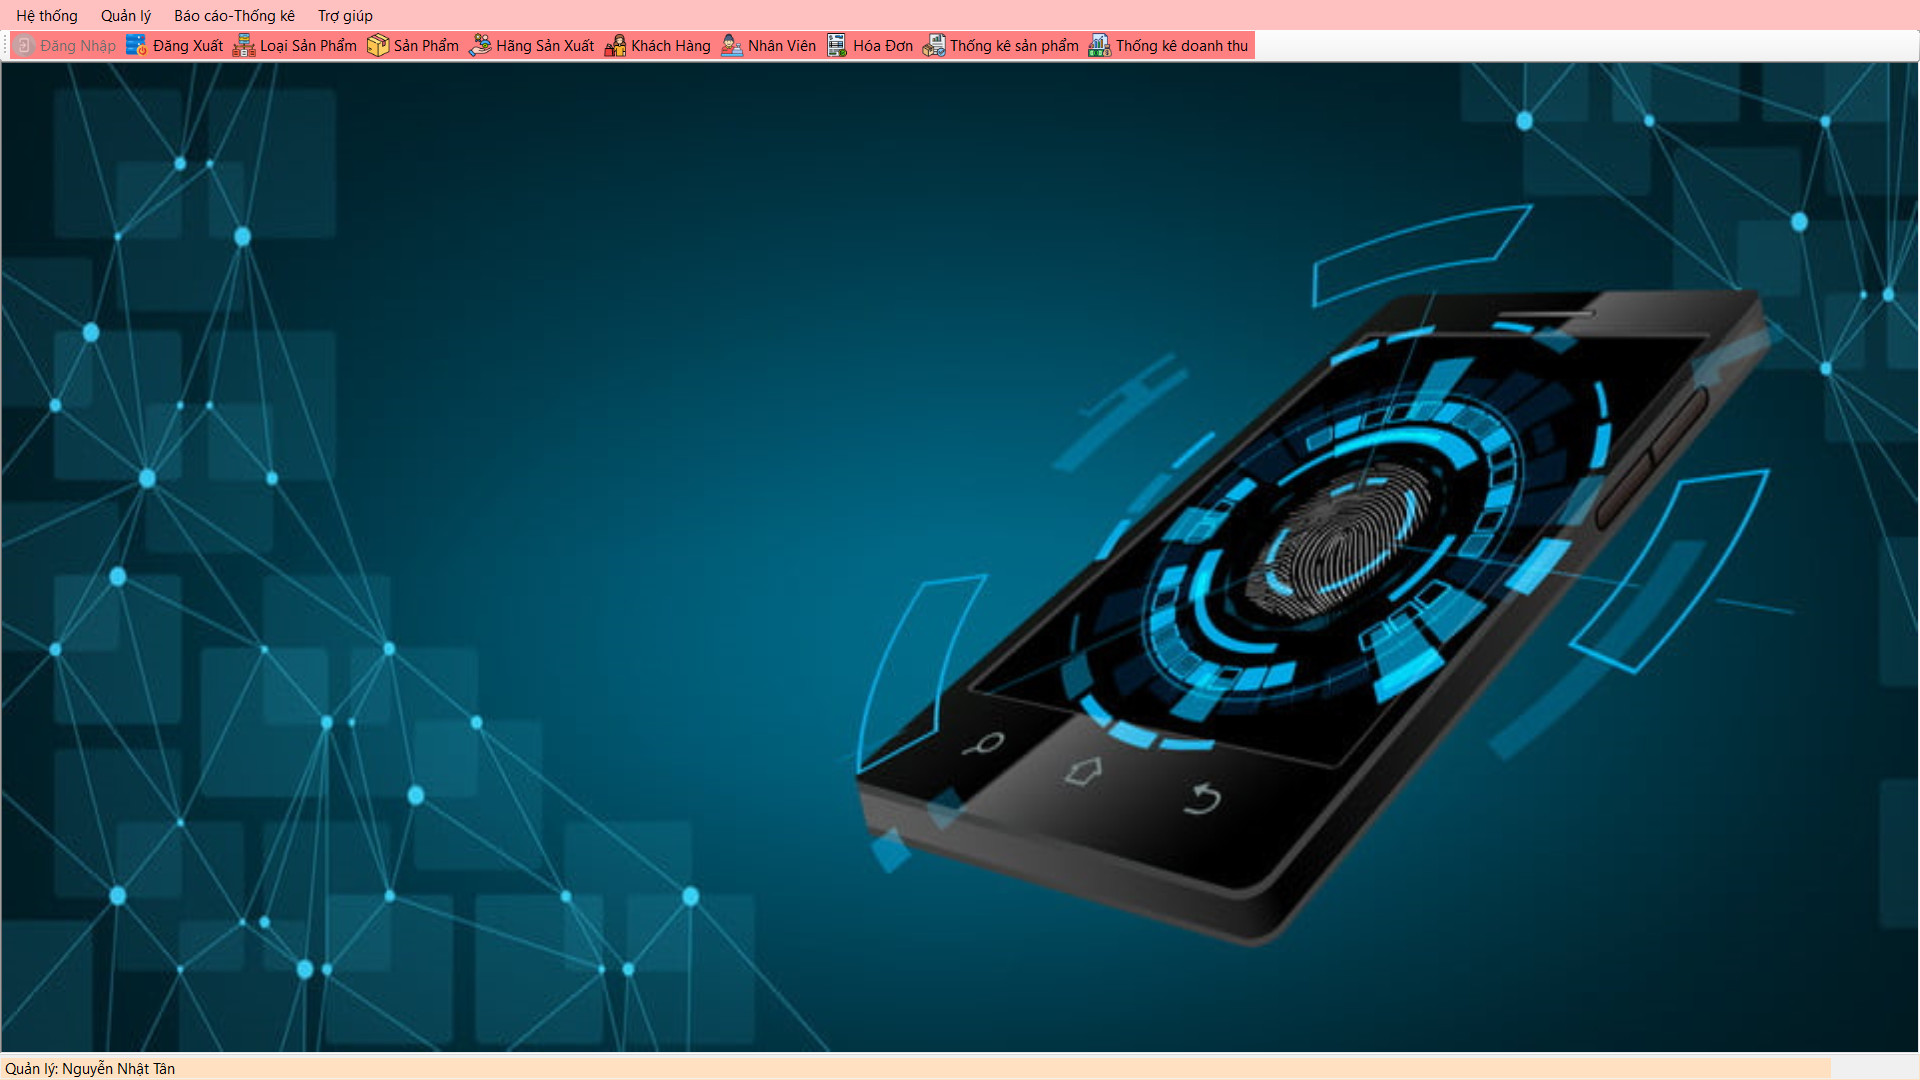 Hệ thống Quản lý Báo cáo-Thống kê Trợ giúp
Đăng Nhập Đăng Xuất Loại Sản Phẩm Sản Phẩm Hãng Sản Xuất Khách Hàng Nhân Viên Hóa Đơn Thống kê sản phẩm Thống kê doanh thu
Quản lý: Nguyễn Nhật Tân